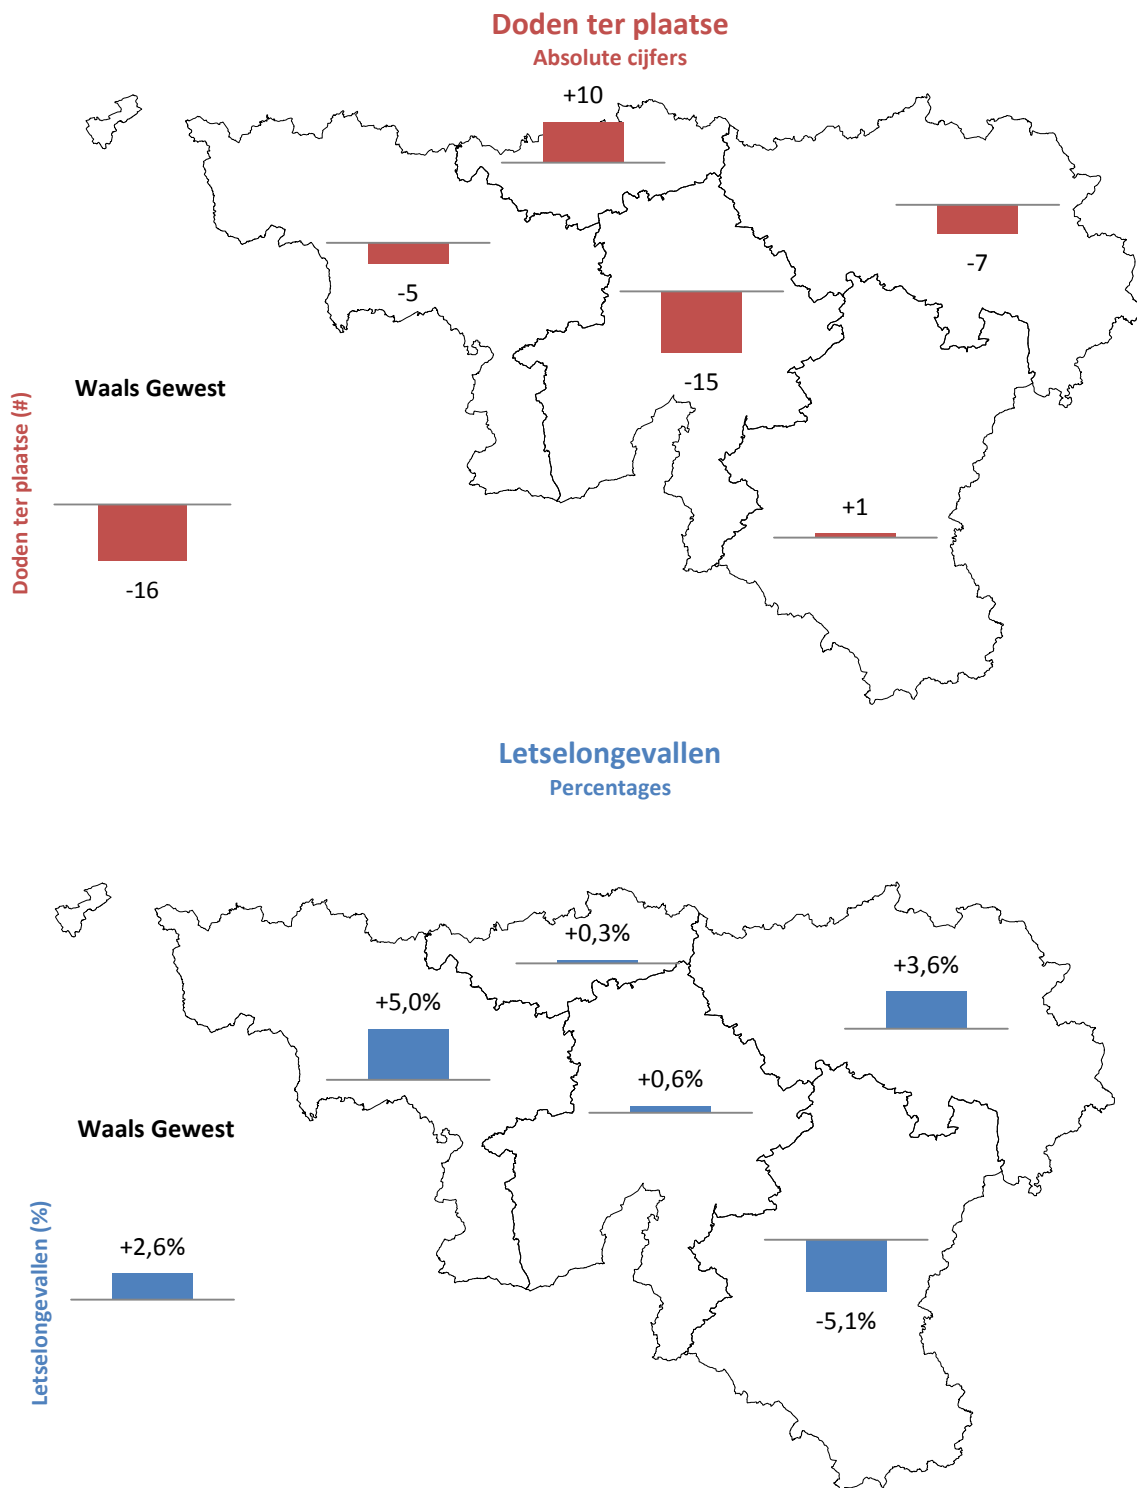 Doden ter plaatse
Absolute cijfers
+10
-5
-7
-15
Waals Gewest
Doden ter plaatse (#)
-16
+1
Letselongevallen
Percentages
+0,3%
+5,0%
+3,6%
+0,6%
Waals Gewest
Letselongevallen (%)
+2,6%
-5,1%